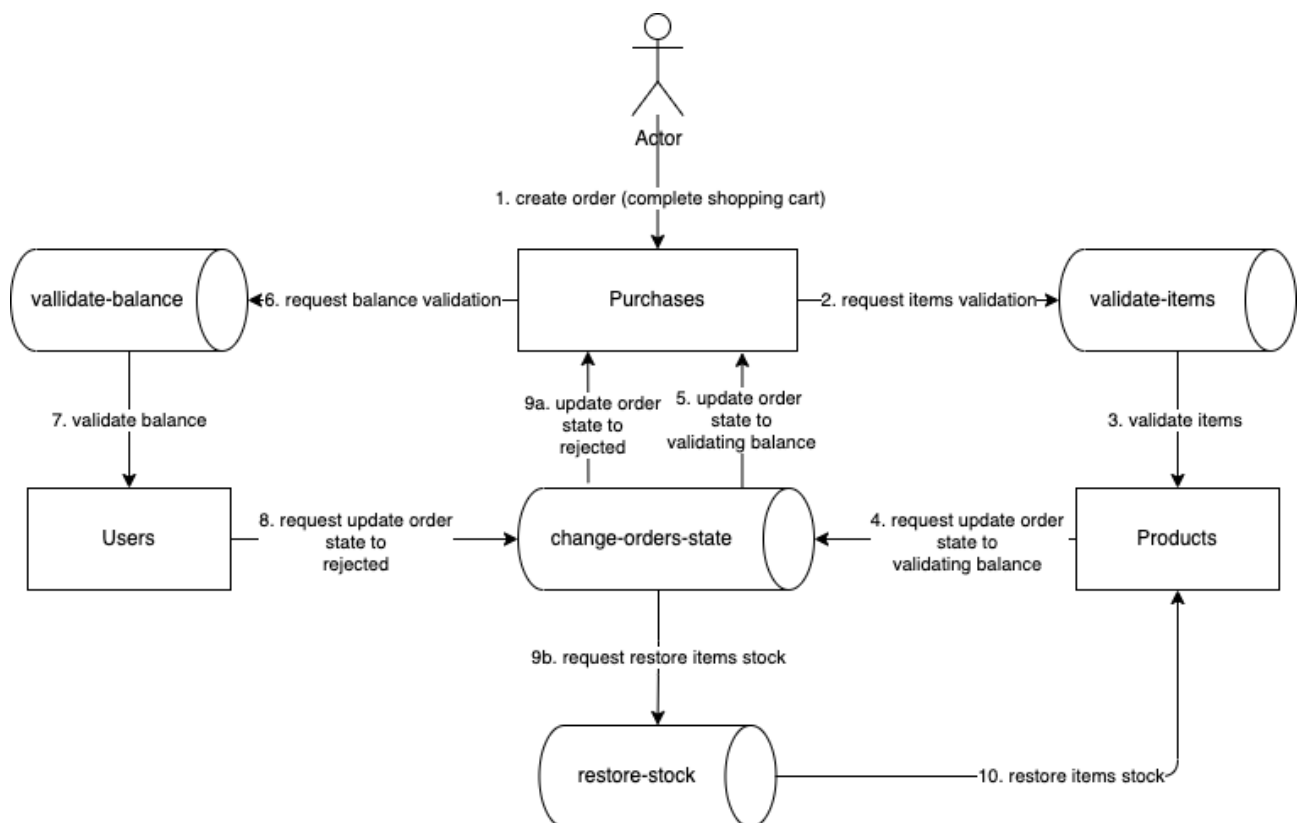 Actor
1. create order (complete shopping cart)
vallidate-balance
6. request balance validation
Purchases
2. request items validation
validate-items
7. validate balance
9a. update order
state to
rejected
5. update order
state to
validating balance
3. validate items
Users
8. request update order
state to
rejected
change-orders-state
4. request update order
state to
validating balance
Products
9b. request restore items stock
restore-stock
10. restore items stock